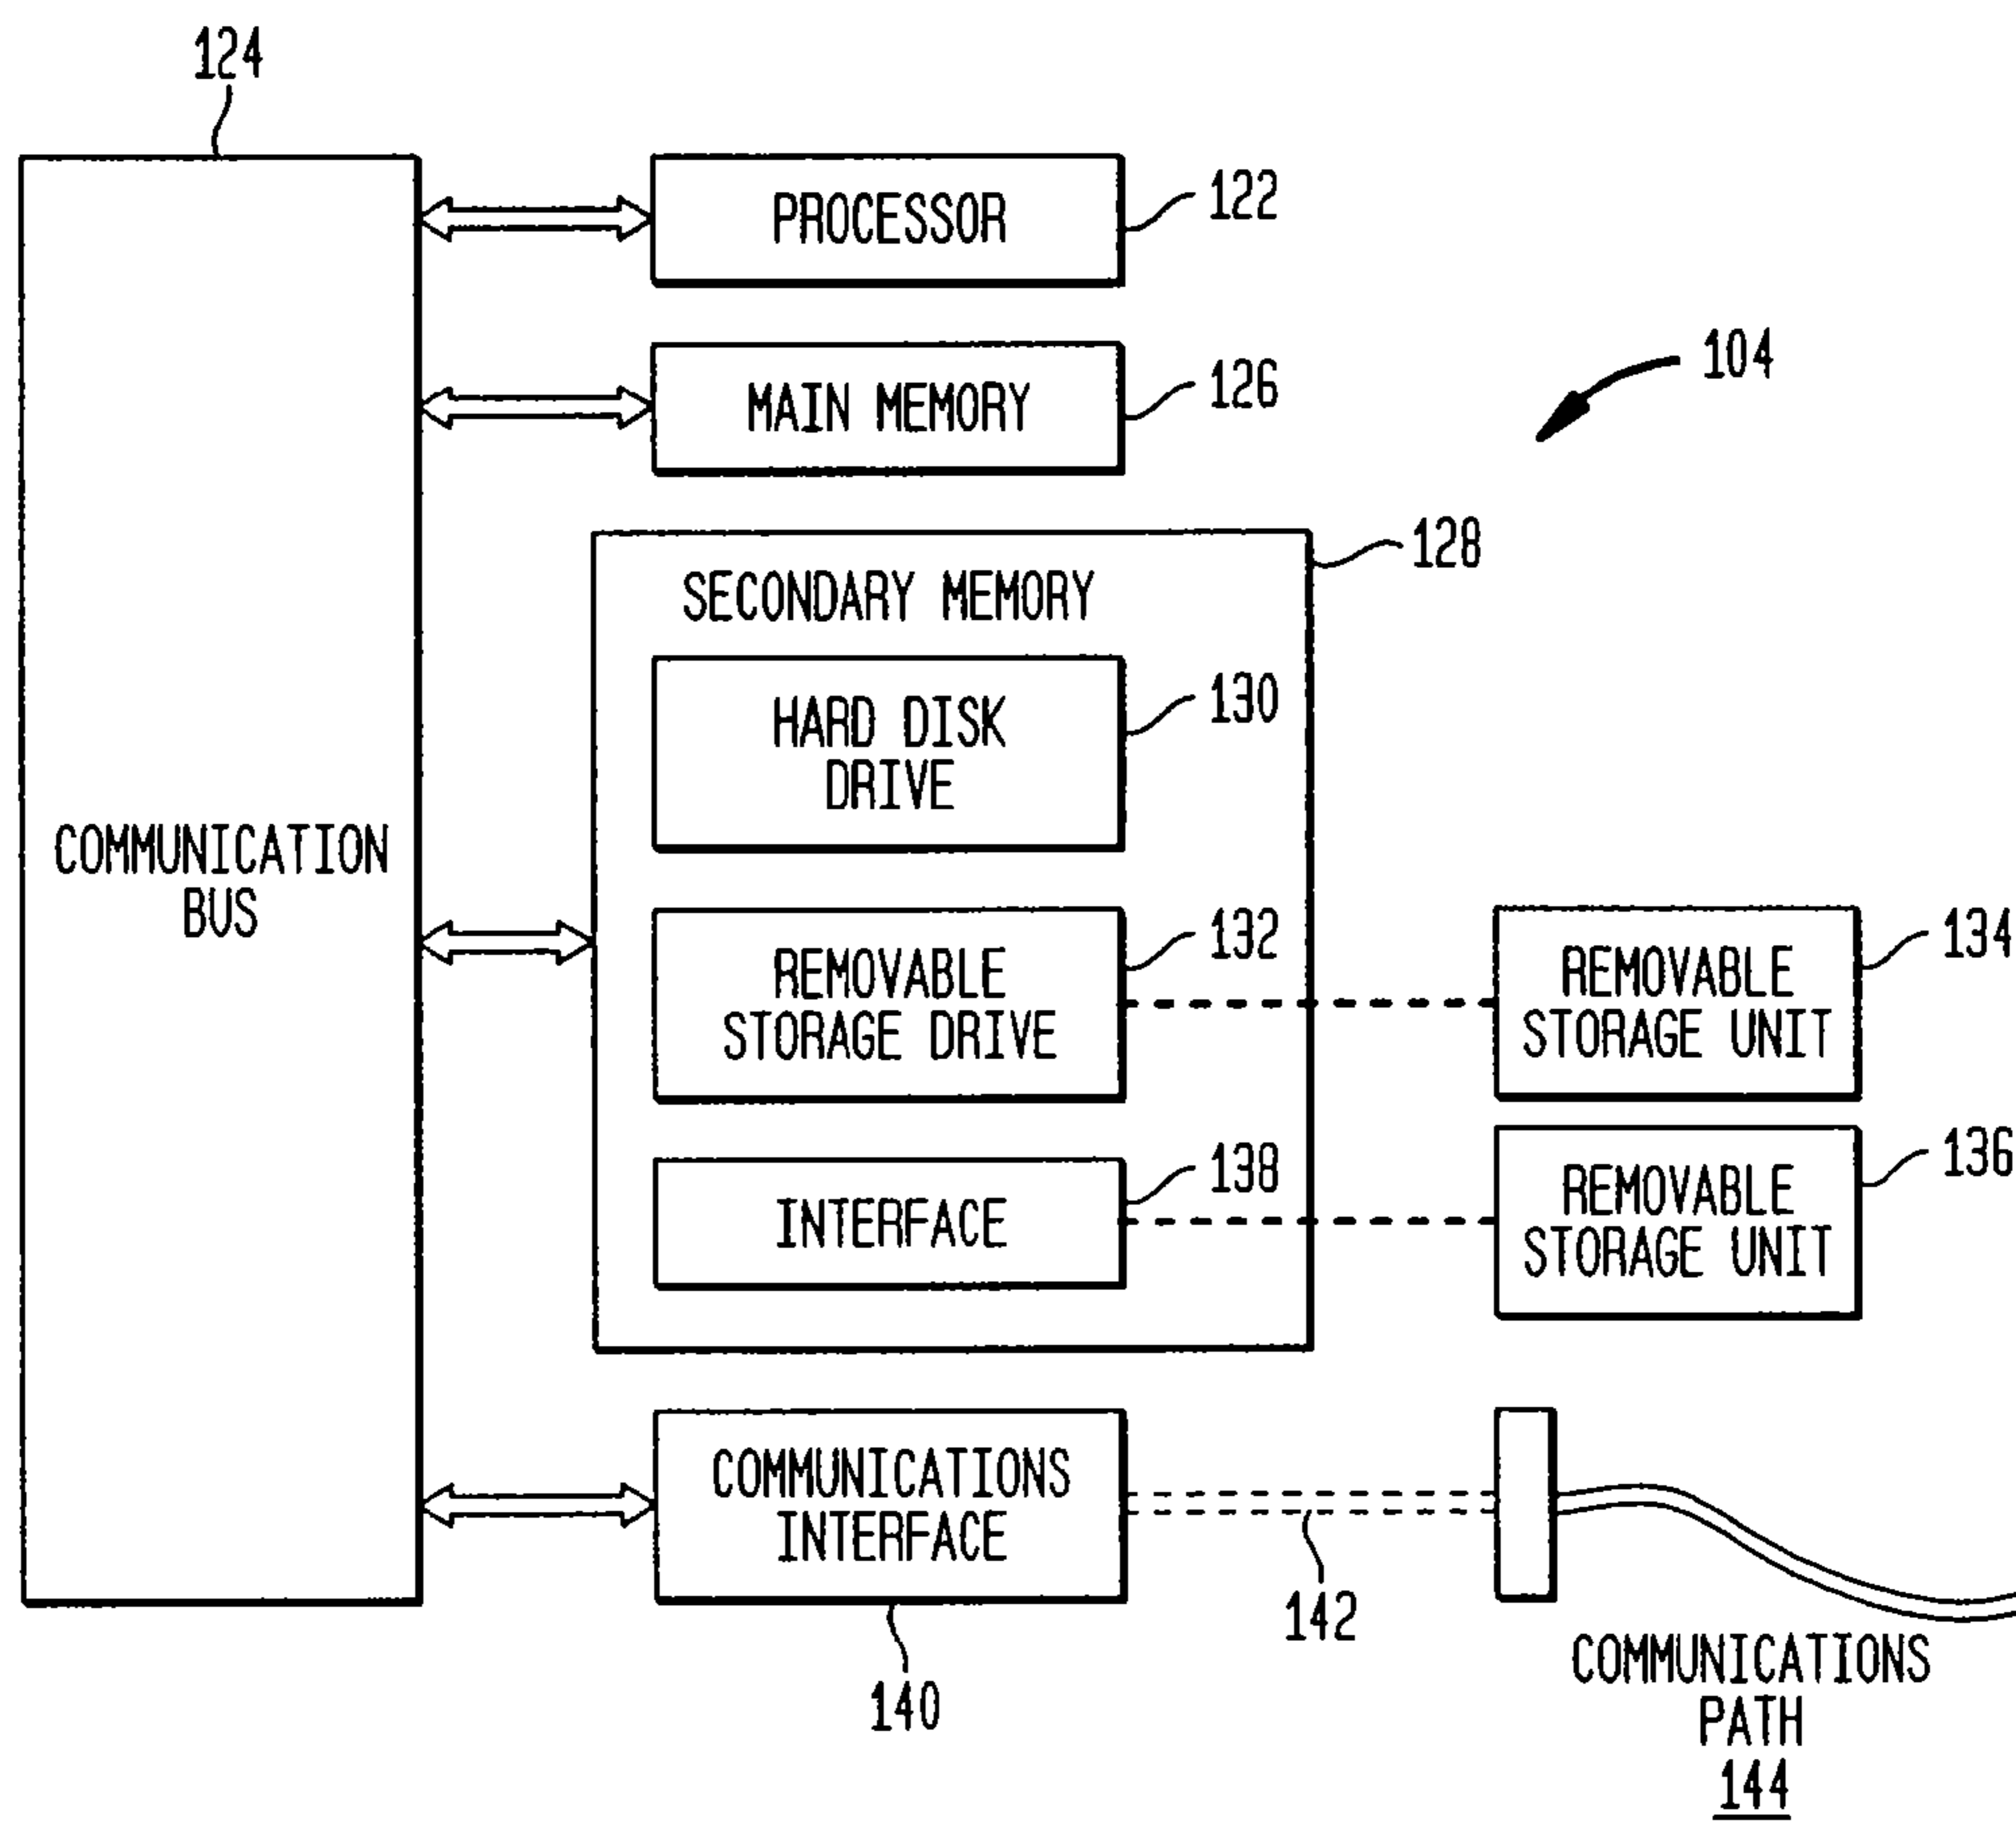 124
PROCESSOR
122
MAIN MEMORY
126
104
SECONDARY MEMORY
128
HARD DISK
DRIVE
130
COMMUNICATION
BUS
REMOVABLE
STORAGE DRIVE
132
REMOVABLE
STORAGE UNIT
134
INTERFACE
138
REMOVABLE
STORAGE UNIT
136
COMMUNICATIONS
INTERFACE
140
142
COMMUNICATIONS
PATH
144